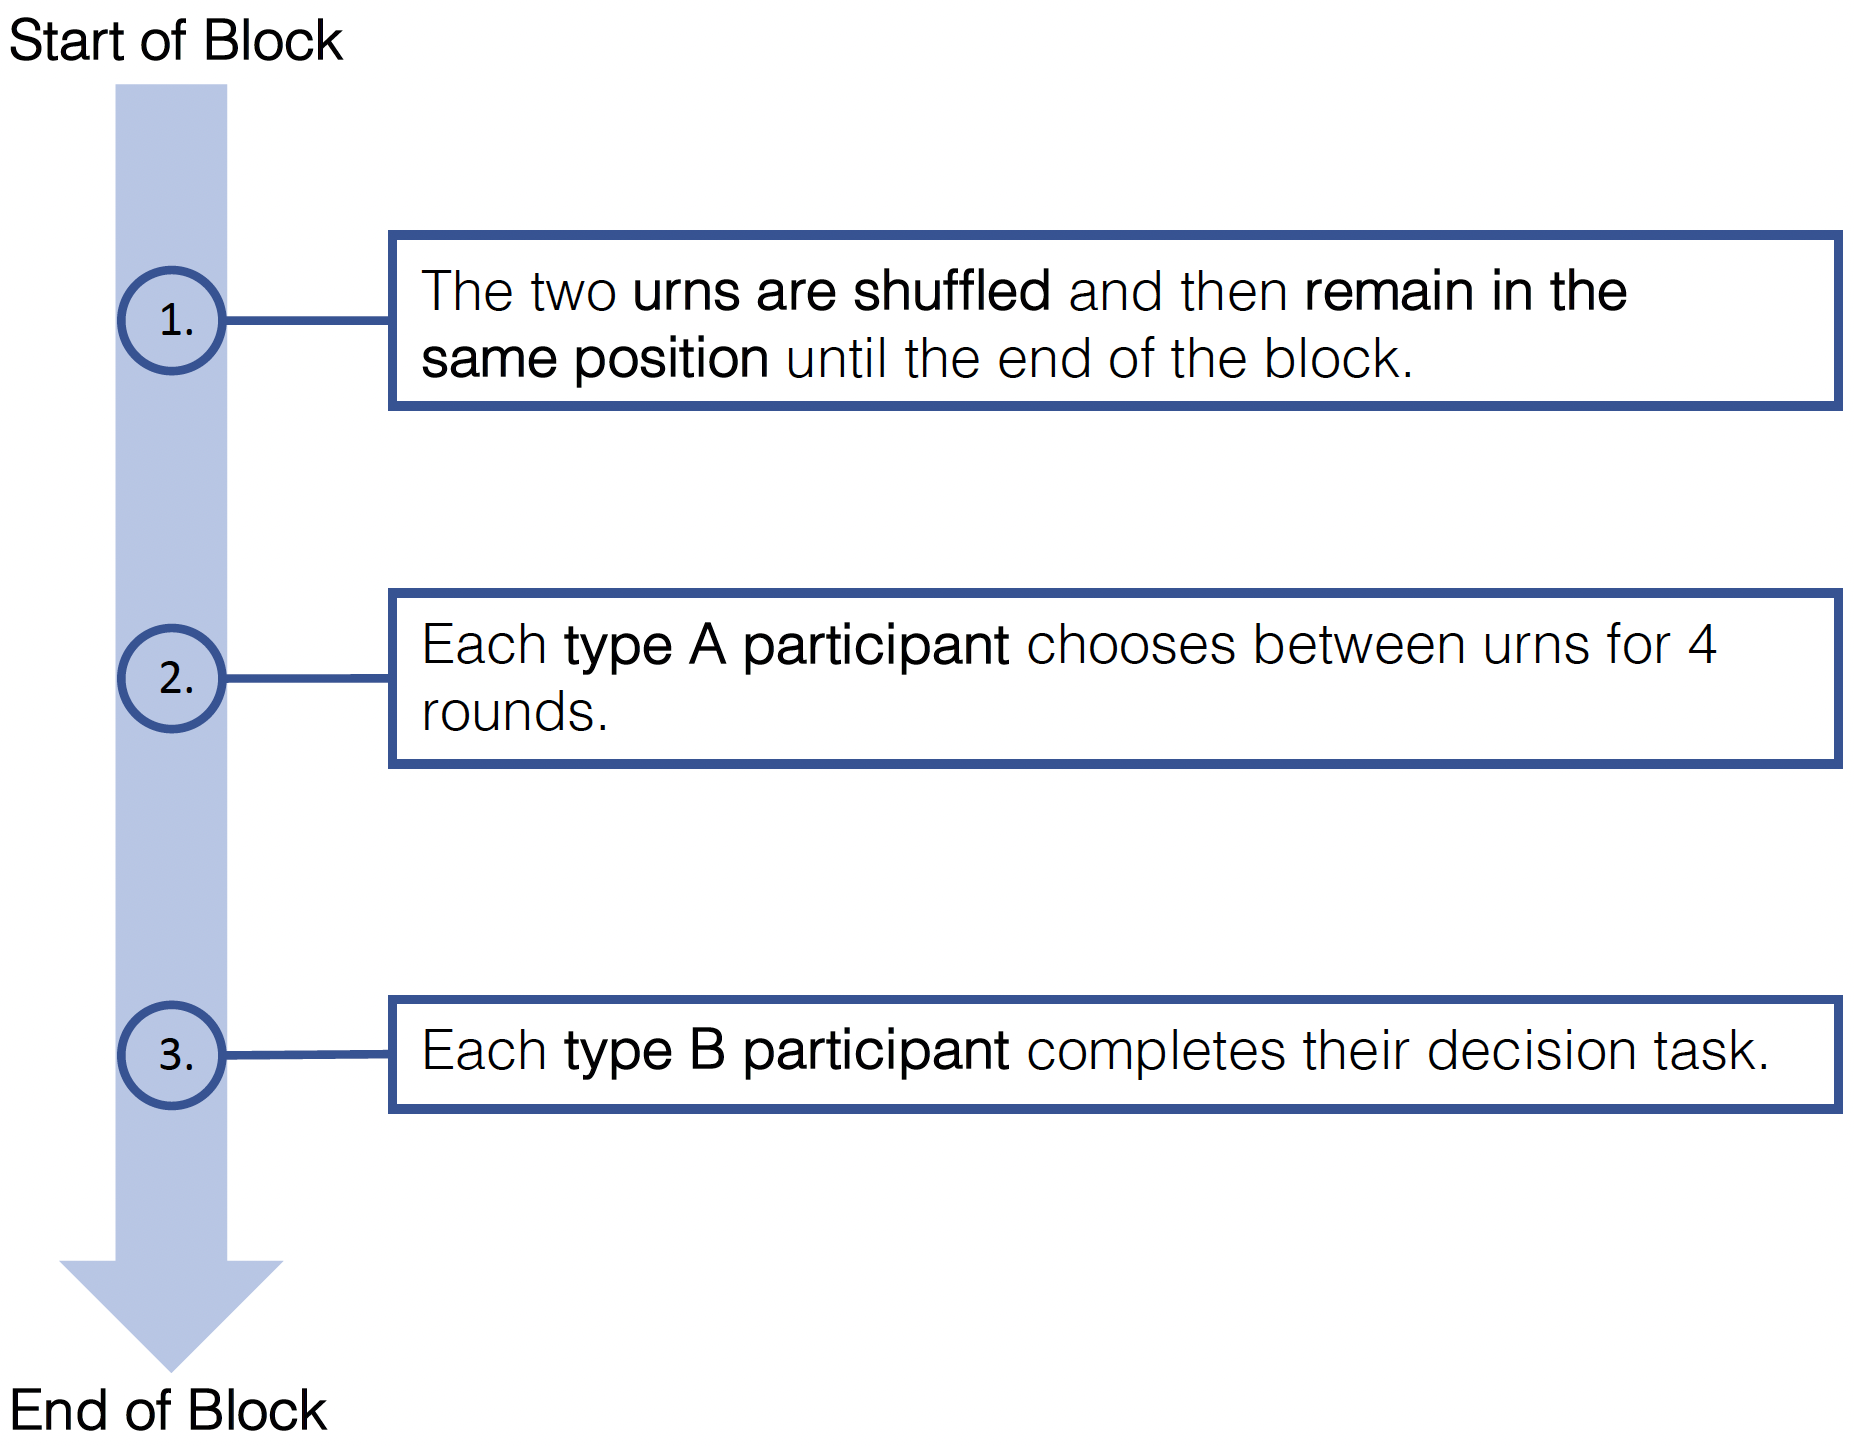 Start of Block
1.
The two urns are shuffled and then remain in the
same position until the end of the block.
2.
Each type A participant chooses between urns for 4
rounds.
3.
Each type B participant completes their decision task.
End of Block